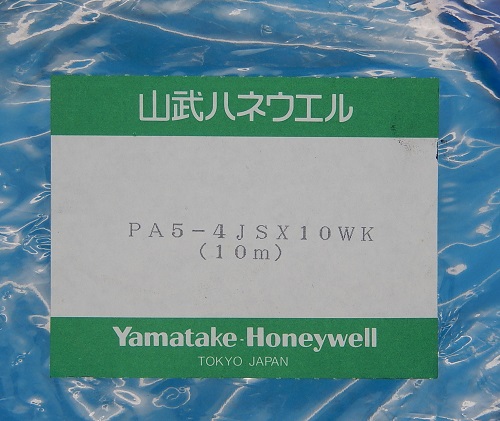 山武ハネウエル
PA5-4JSX10WK
(10m)
Yamatake-Honeywell
TOKYO JAPAN